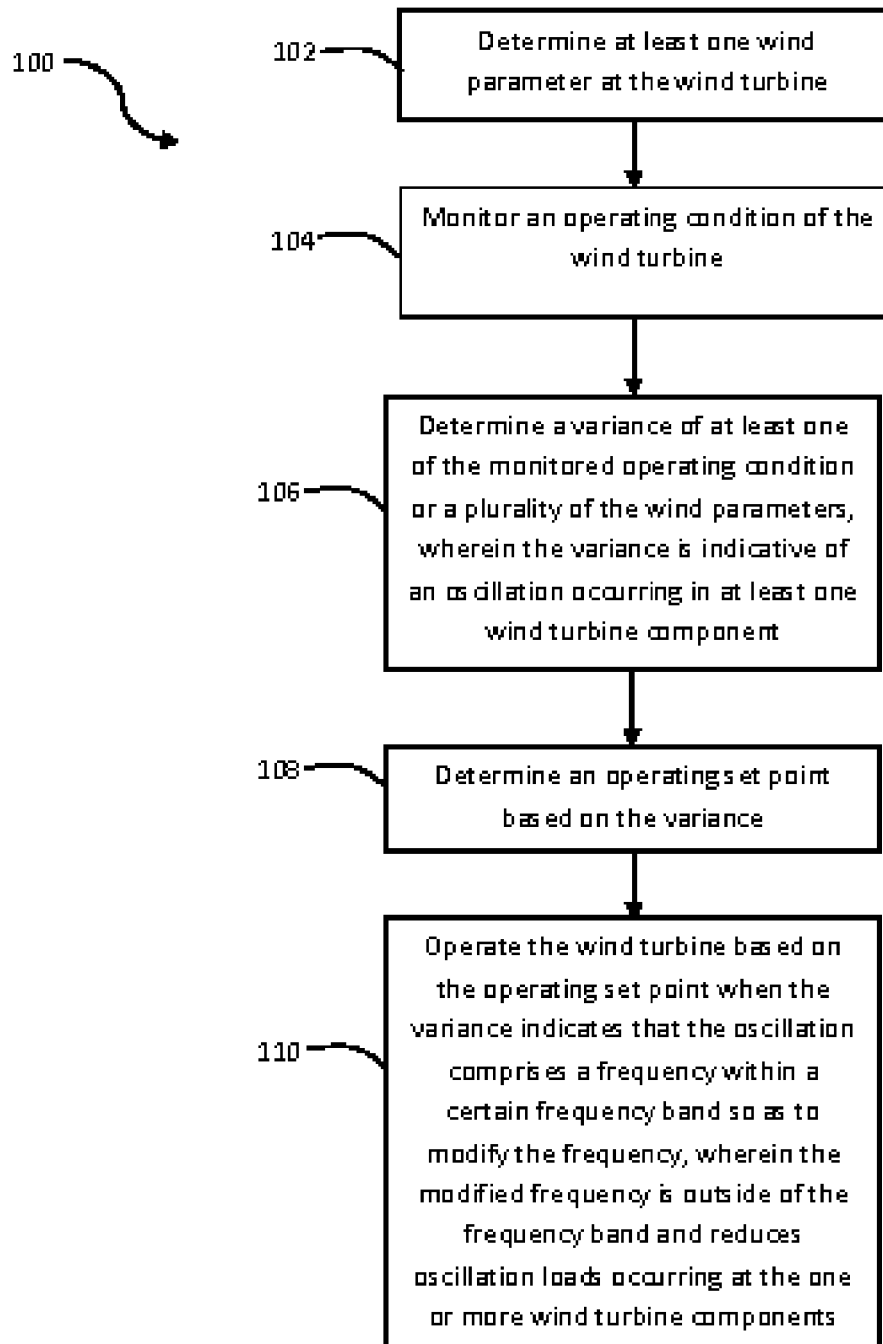 100
102
Determine at least one wind
parameter at the wind turbine
104
Monitor an operating condition of the
wind turbine
106
Determine a variance of at least one
of the monitored operating condition
or a plurality of the wind parameters,
wherein the variance is indicative of
an oscillation occurring in at least one
wind turbine component
108
Determine an operating set point
based on the variance
110
Operate the wind turbine based on
the operating set point when the
variance indicates that the oscillation
comprises a frequency within a
certain frequency band so as to
modify the frequency, wherein the
modified frequency is outside of the
frequency band and reduces
oscillation loads occurring at the one
or more wind turbine components